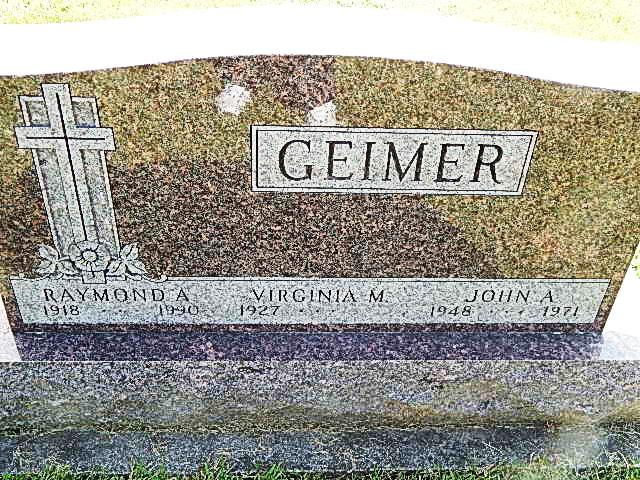 GEIMER
RAYMOND A. VIRGINIA M. JOHN A.
1918 ... 1990 1927 ... 1948 ... 1971